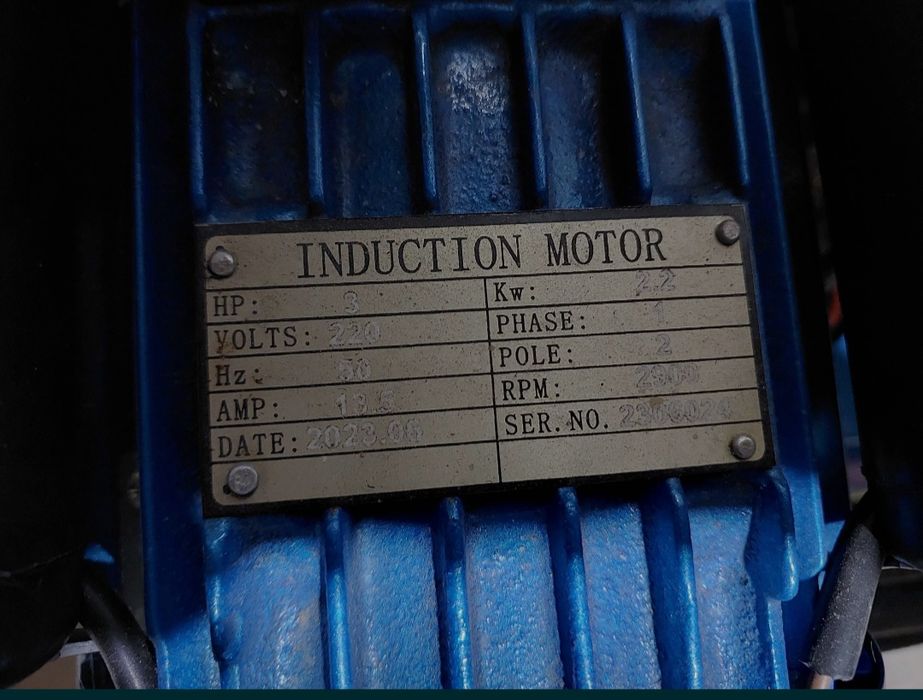 INDUCTION MOTOR
HP: 3 Kw: 2.2
VOLTS: 220 PHASE: 1
Hz: 50 POLE: 2
AMP: 13.5 RPM: 2900
DATE: 2023.06 SER.NO.